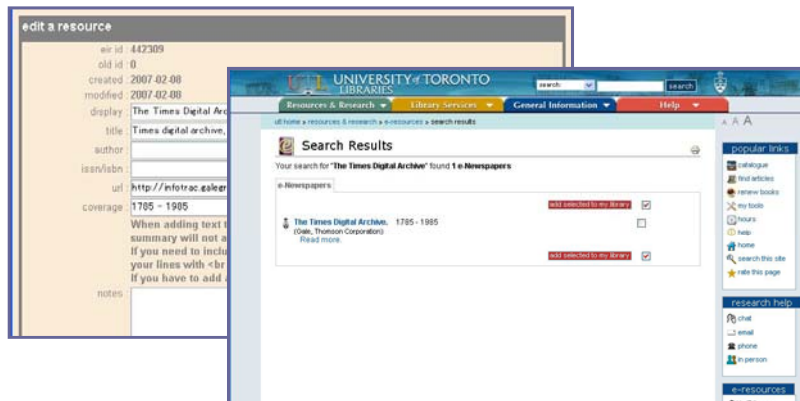 edit a resource
eir id : 442309
old id : 0
created : 2007-02-08
modified : 2007-02-08
display : The Times Digital Arc
title : Times digital archive,
author :
issn/isbn :
url : http://infotrac.galegr
coverage : 1785 - 1985
When adding text t
summary will not a
If you need to inclu
your lines with <br
If you have to add
notes :
UNIVERSITY of TORONTO
LIBRARIES
search
search
Resources & Research
Library Services
General Information
Help
utl home » resources & research » e-resources » search results
A A A
Search Results
Your search for "The Times Digital Archive" found 1 e-Newspapers
e-Newspapers
add selected to my library
The Times Digital Archive. 1785 - 1985
(Gale, Thomson Corporation)
Read more.
add selected to my library
popular links
catalogue
find articles
renew books
my tools
hours
help
home
search this site
rate this page
research help
chat
email
phone
in person
e-resources